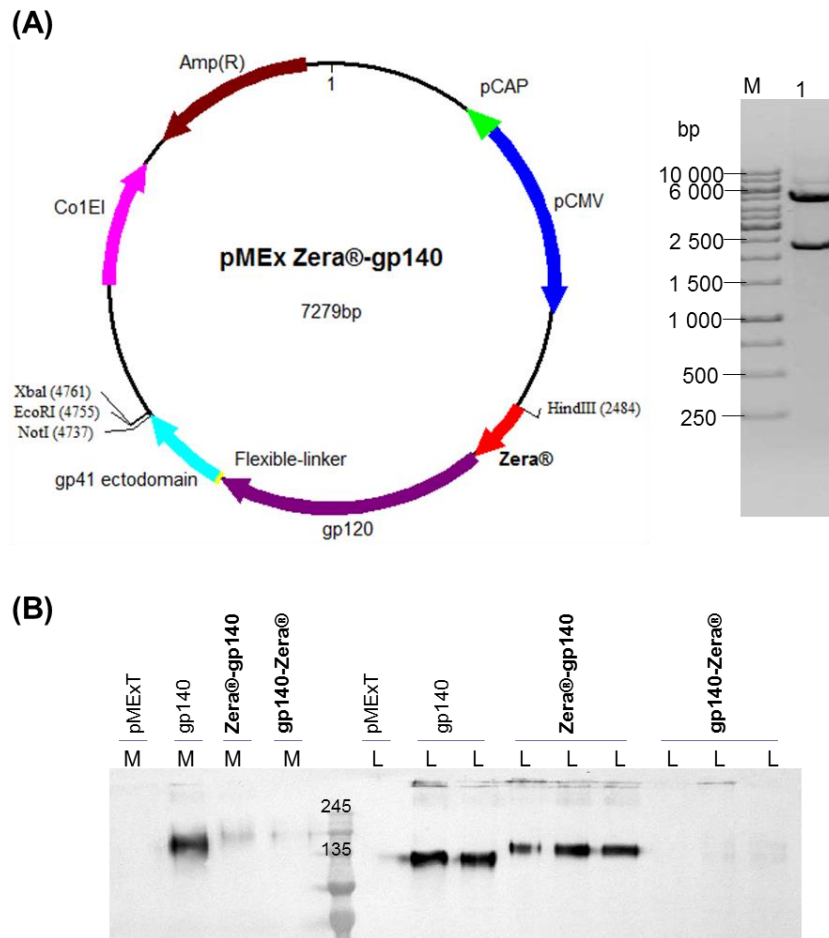 (A)
Amp(R)
1
pCAP
pCMV
Co1EI
pMEx Zera®-gp140
7279bp
XbaI (4761)
EcoRI (4755)
NotI (4737)
HindIII (2484)
Zera®
Flexible-linker
gp41 ectodomain
gp120
M 1
bp
10 000
6 000
2 500
1 500
1 000
500
250
(B)
pMExT
gp140
Zera®-gp140
gp140-Zera®
pMExT
gp140
Zera®-gp140
gp140-Zera®
M M M M L L L L L L L L L
245
135